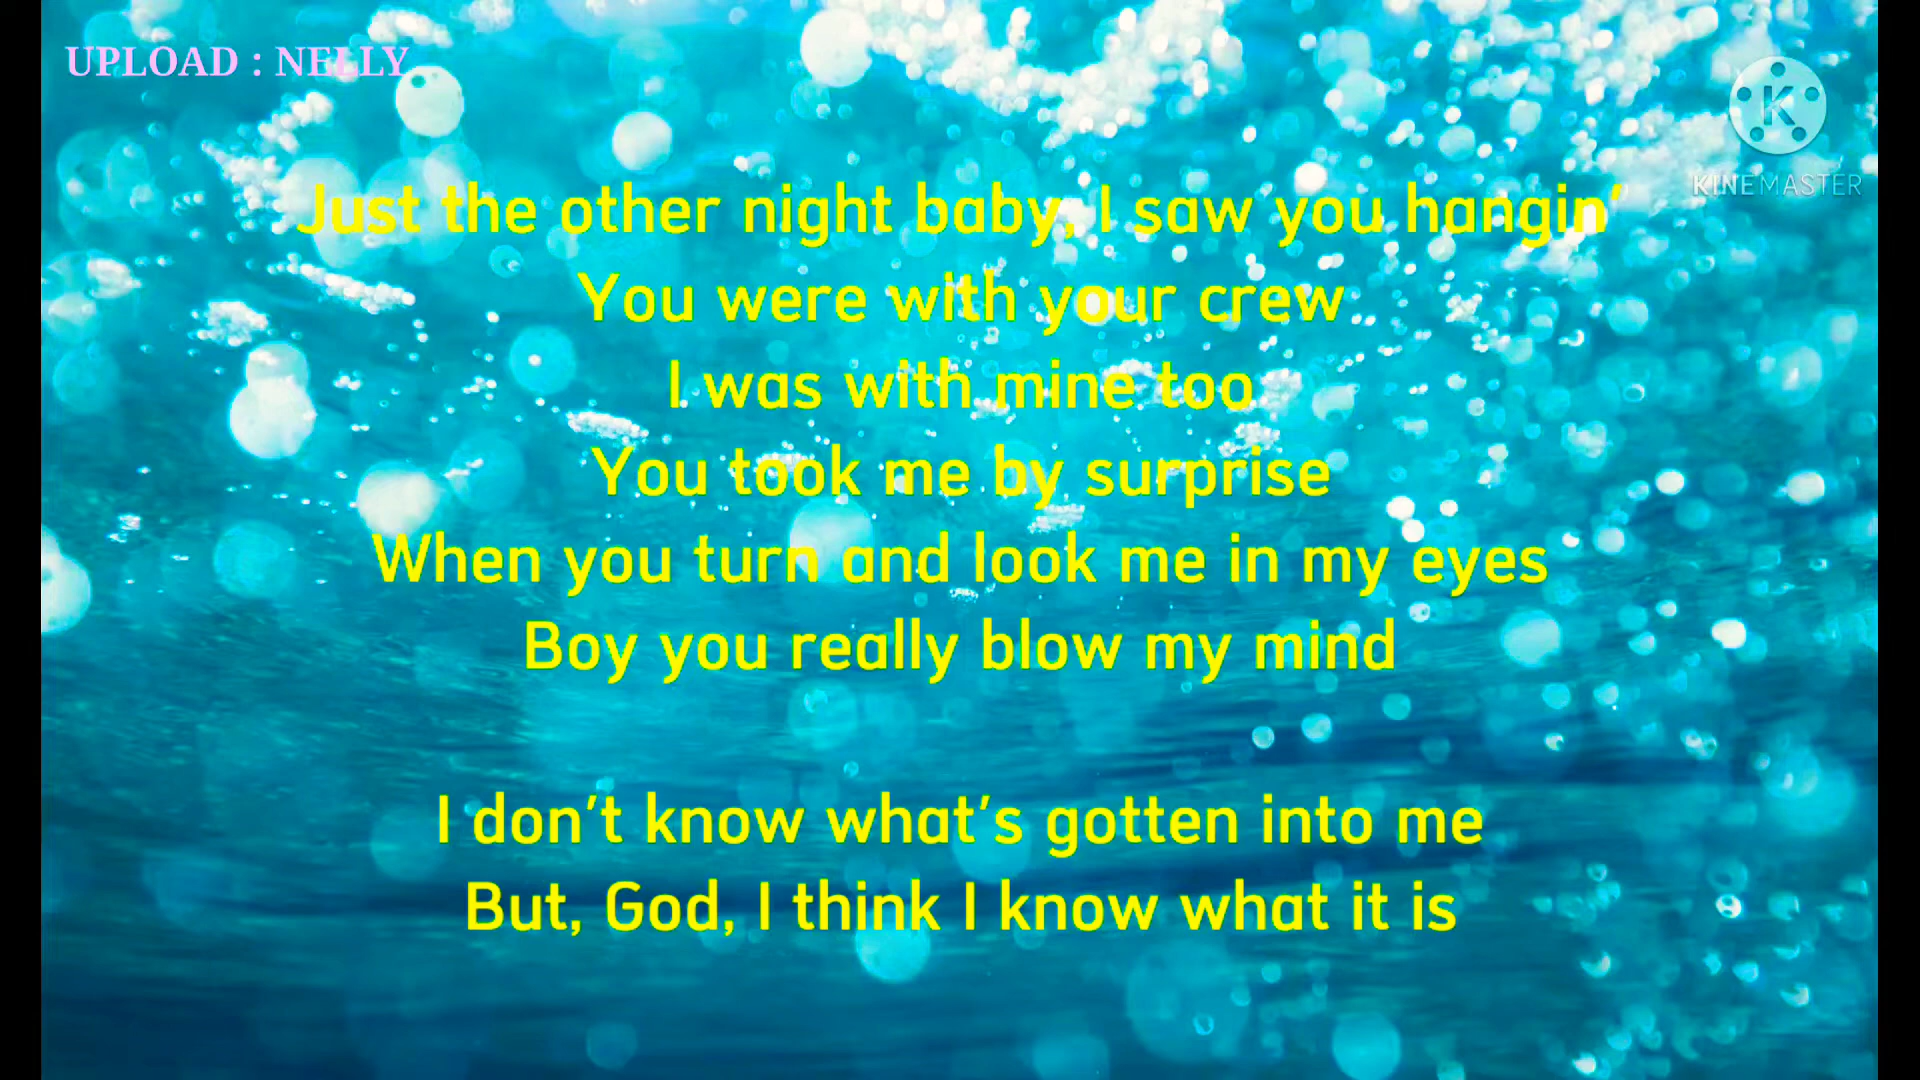 UPLOAD : NELLY
KINEMASTER
Just the other night baby, I saw you hangin’
You were with your crew
I was with mine too
You took me by surprise
When you turn and look me in my eyes
Boy you really blow my mind
I don’t know what’s gotten into me
But, God, I think I know what it is